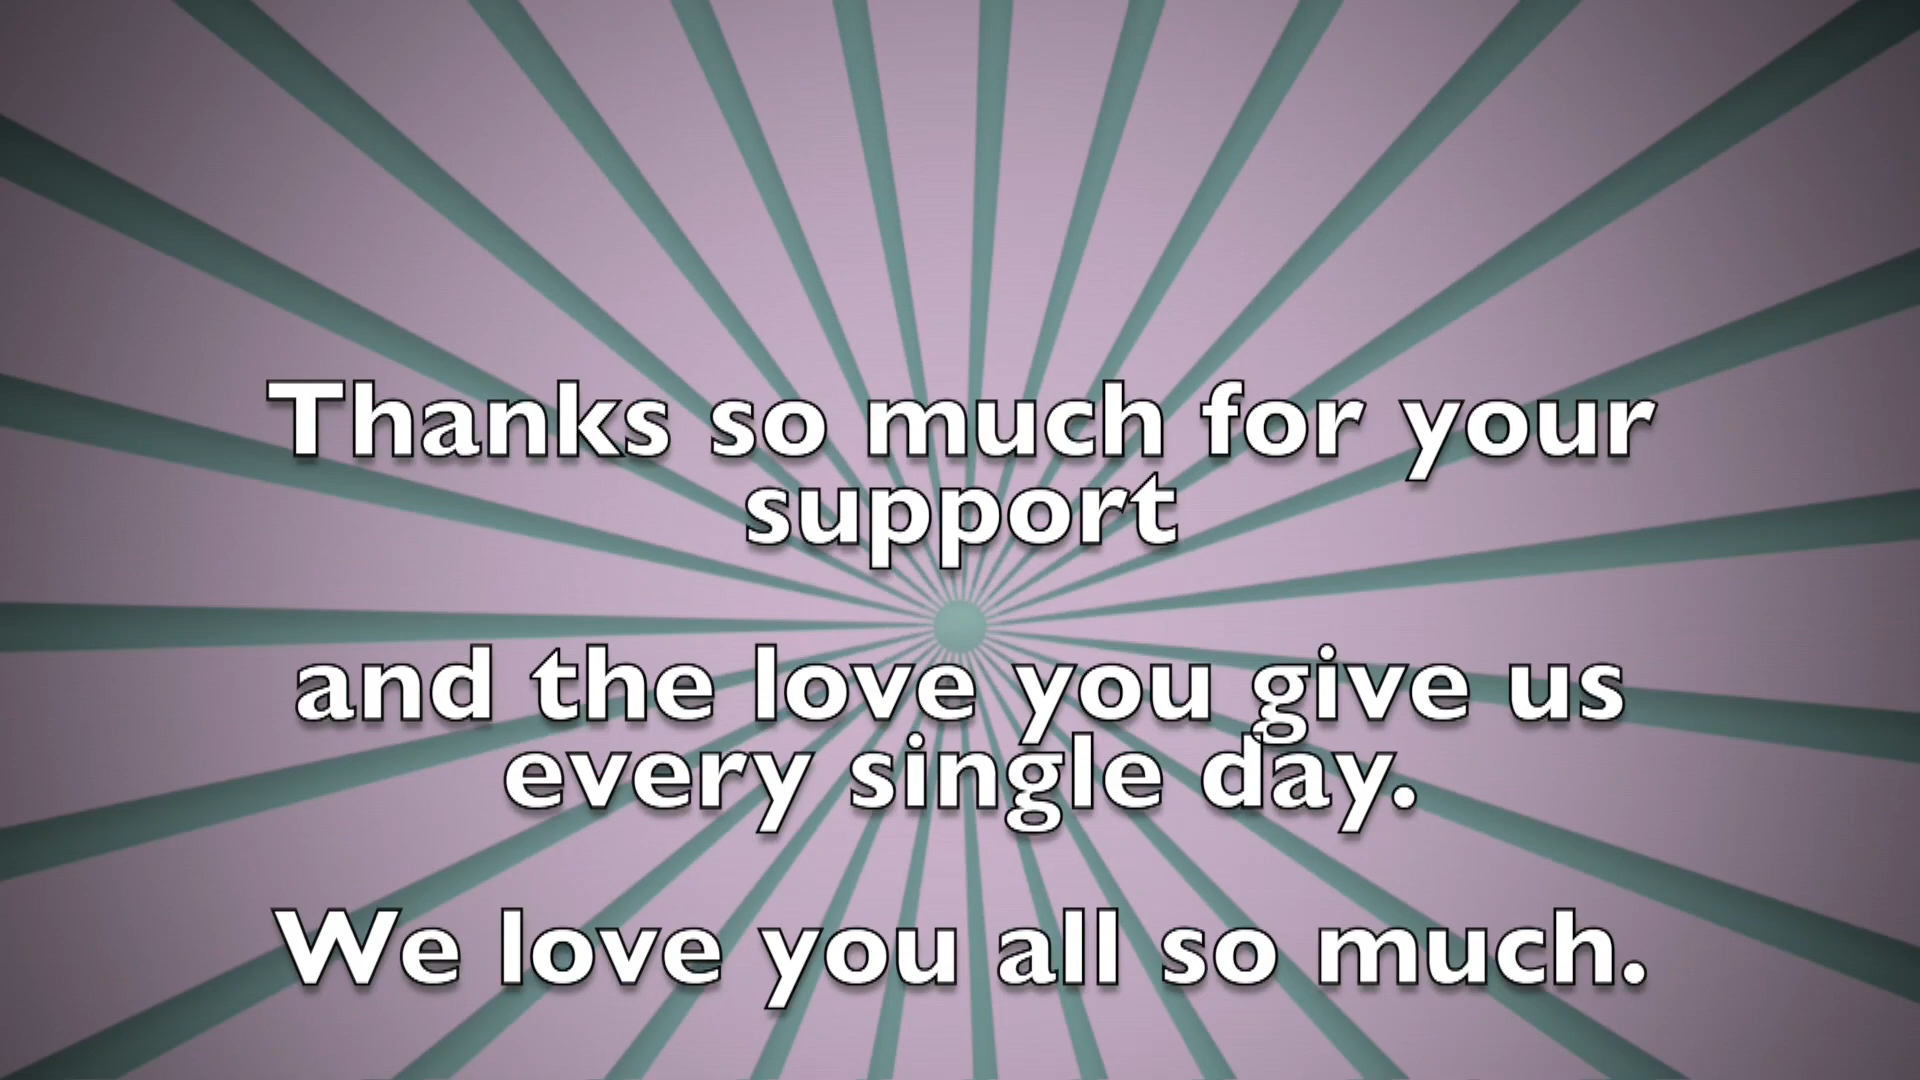 Thanks so much for your
support
and the love you give us
every single day.
We love you all so much.